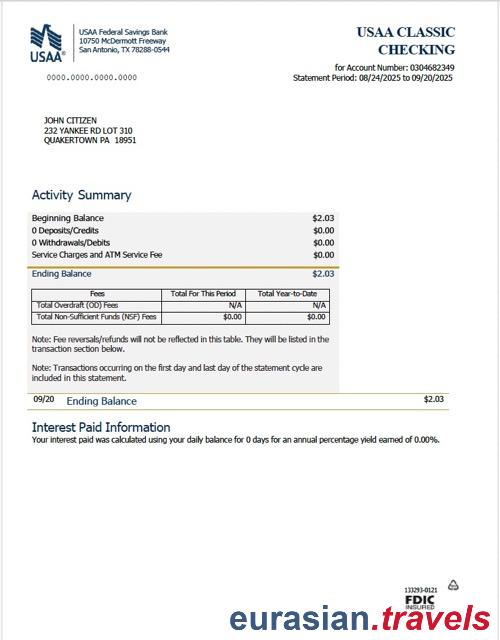 USAA Federal Savings Bank
10750 McDermott Freeway
San Antonio, TX 78288-0544
USAA®
USAA CLASSIC
CHECKING
0000.0000.0000.0000
for Account Number: 0304682349
Statement Period: 08/24/2025 to 09/20/2025
JOHN CITIZEN
232 YANKEE RD LOT 310
QUAKERTOWN PA 18951
Activity Summary
Beginning Balance $2.03
0 Deposits/Credits $0.00
0 Withdrawals/Debits $0.00
Service Charges and ATM Service Fee $0.00
Ending Balance $2.03
Fees Total For This Period Total Year-to-Date
Total Overdraft (OD) Fees N/A N/A
Total Non-Sufficient Funds (NSF) Fees $0.00 $0.00
Note: Fee reversals/refunds will not be reflected in this table. They will be listed in the
transaction section below.
Note: Transactions occurring on the first day and last day of the statement cycle are
included in this statement.
09/20 Ending Balance $2.03
Interest Paid Information
Your interest paid was calculated using your daily balance for 0 days for an annual percentage yield earned of 0.00%.
133293-0121
FDIC
INSURED
eurasian.travels